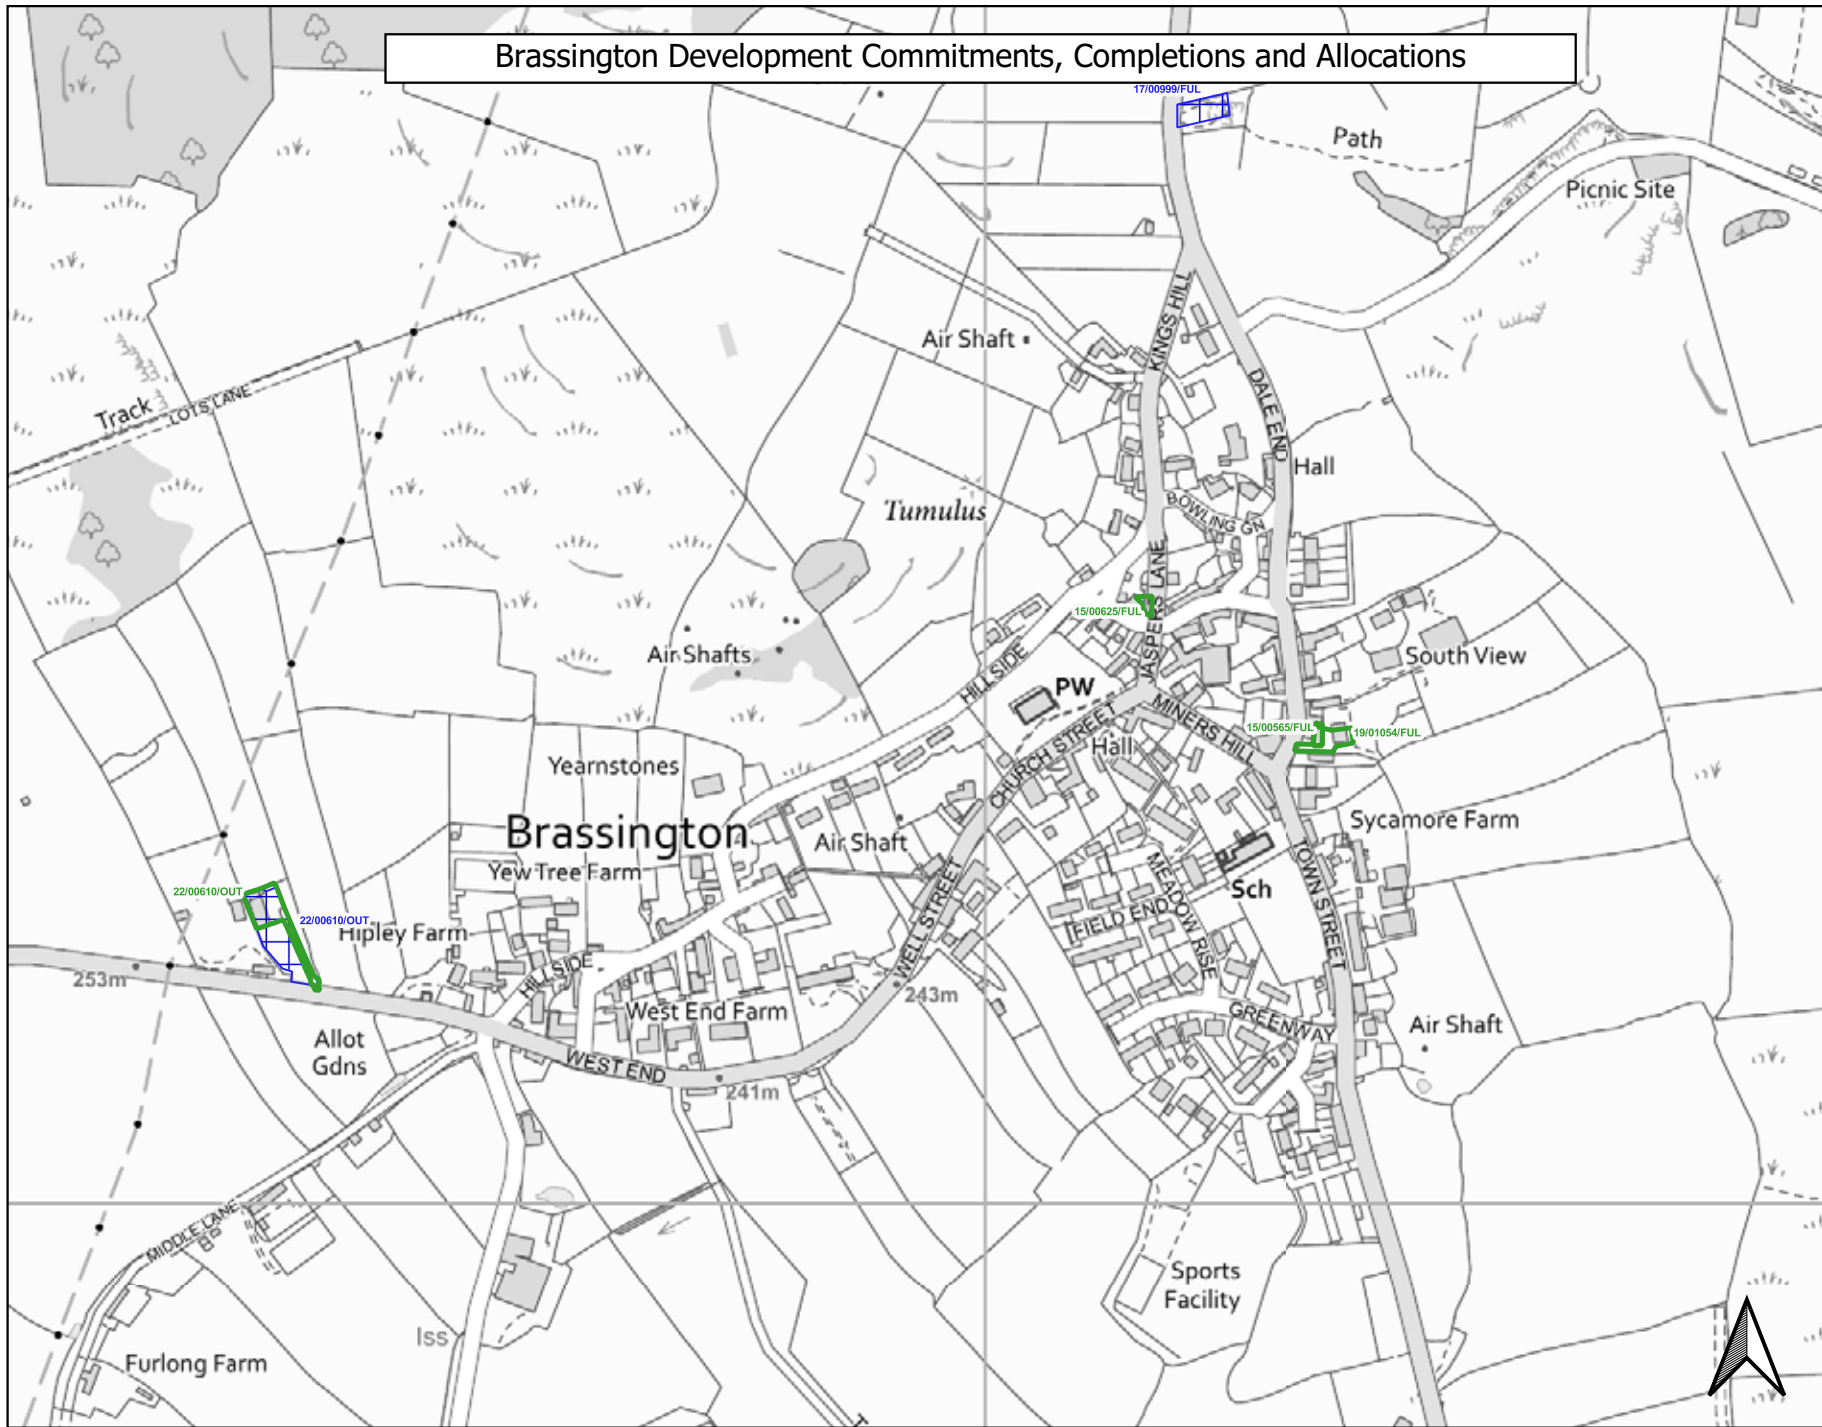 Brassington Development Commitments, Completions and Allocations
17/00999/FUL
Path
Picnic Site
KINGS HILL
Air Shaft
DALE END
Track
LOTS LANE
Hall
Tumulus
BOWLING GN
JASPERS LANE
15/00625/FUL
Air Shafts
HILLSIDE
South View
PW
CHURCH STREET
MINERS HILL
Hall
15/00565/FUL
19/01054/FUL
Yearnstones
Brassington
Air Shaft
Sycamore Farm
Yew Tree Farm
MEADOW RISE
Sch
TOWN STREET
WELL STREET
22/00610/OUT
22/00610/OUT
Hipley Farm
FIELD END
HILLSIDE
253m
243m
West End Farm
GREENWAY
Air Shaft
Allot
Gdns
WEST END
241m
MIDDLE LANE
Sports
Facility
Iss
Furlong Farm